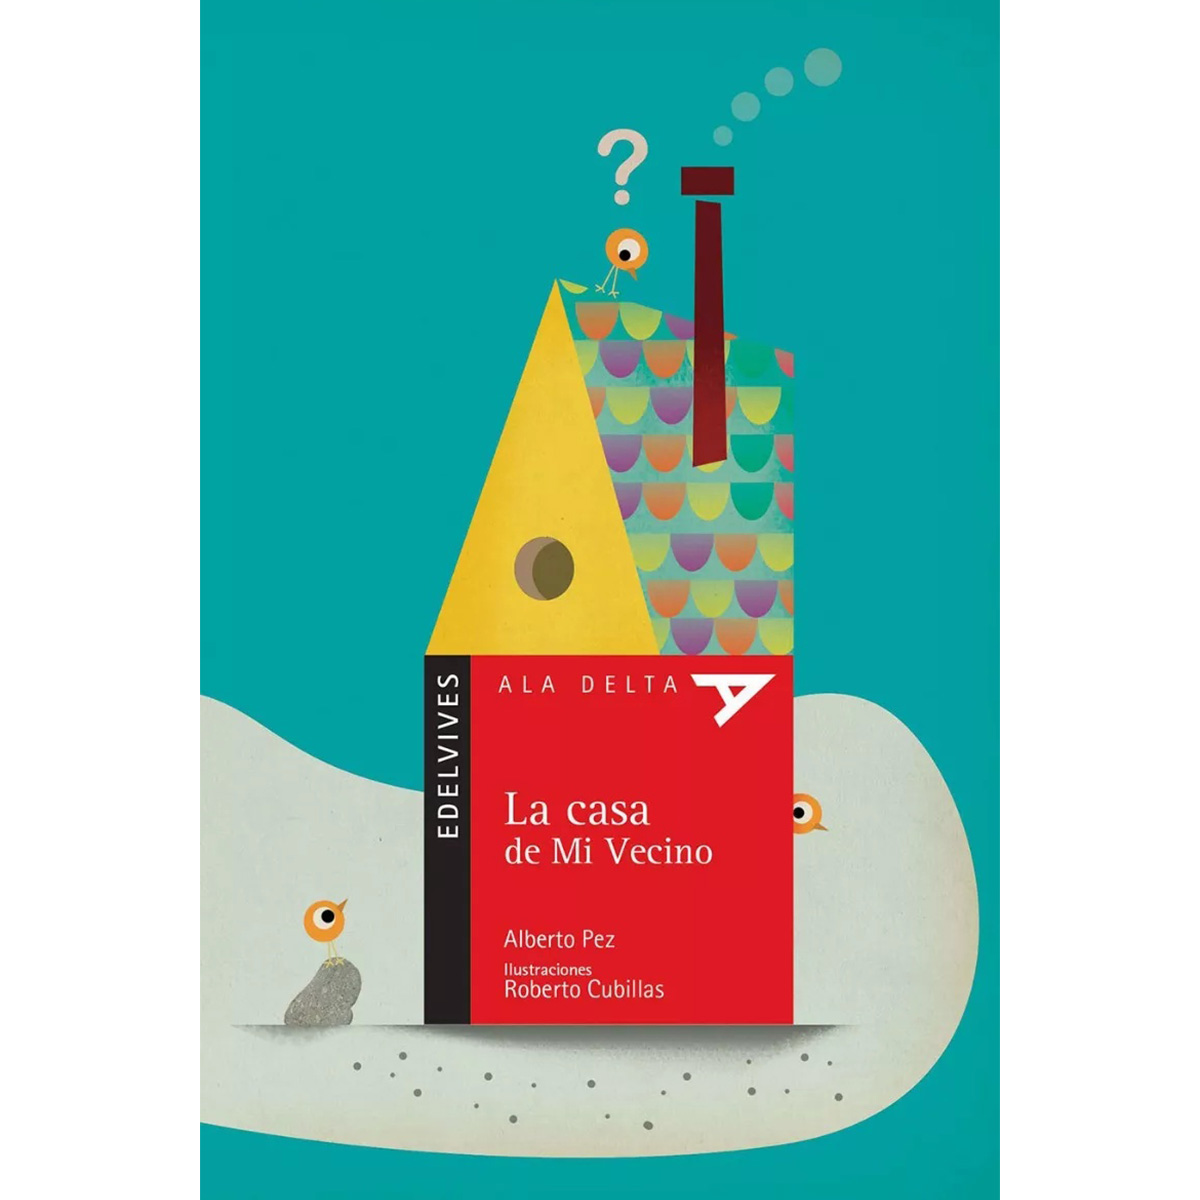 ?
ALA DELTA
EDELVIVES
La casa
de Mi Vecino
Alberto Pez
Ilustraciones
Roberto Cubillas